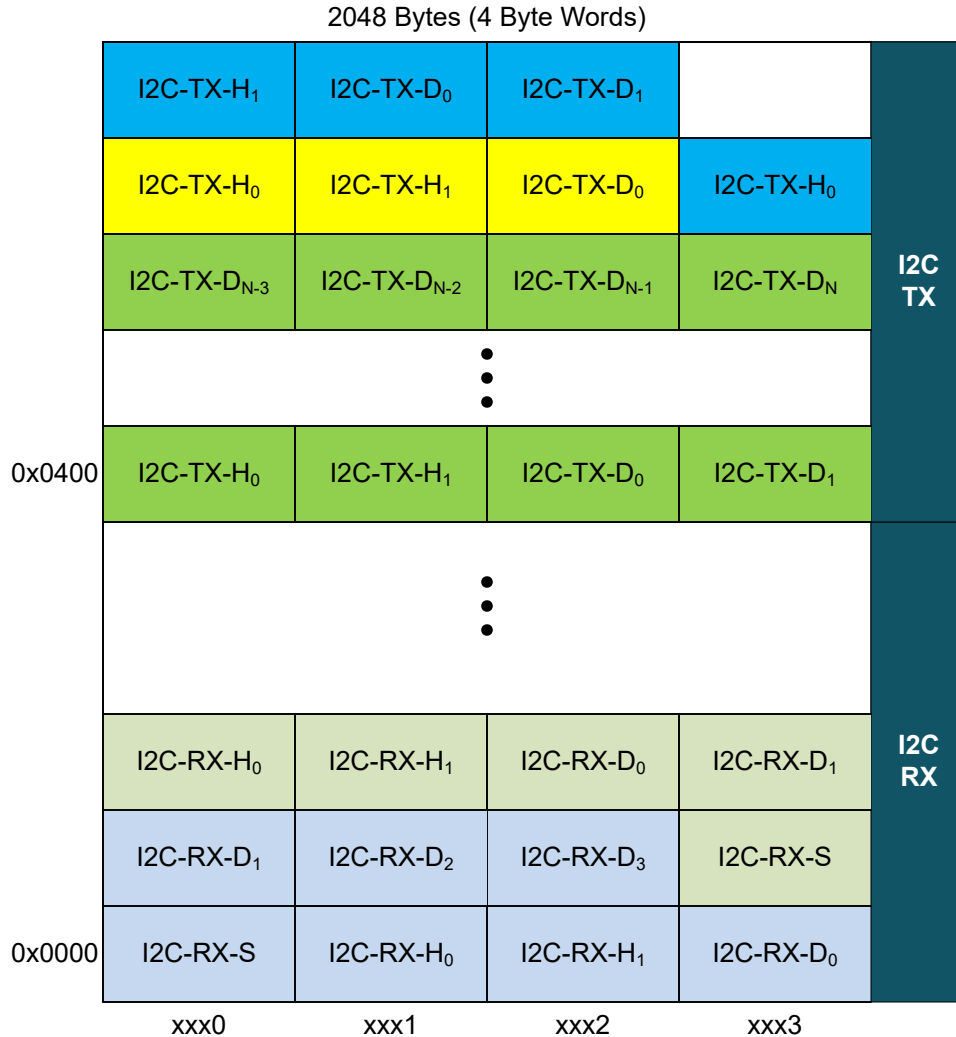 2048 Bytes (4 Byte Words)
I2C-TX-H₁ I2C-TX-D₀ I2C-TX-D₁
I2C-TX-H₀ I2C-TX-H₁ I2C-TX-D₀ I2C-TX-H₀
I2C
TX
I2C-TX-D_N-3 I2C-TX-D_N-2 I2C-TX-D_N-1 I2C-TX-D_N
0x0400 I2C-TX-H₀ I2C-TX-H₁ I2C-TX-D₀ I2C-TX-D₁
I2C-RX-H₀ I2C-RX-H₁ I2C-RX-D₀ I2C-RX-D₁
I2C
RX
I2C-RX-D₁ I2C-RX-D₂ I2C-RX-D₃ I2C-RX-S
0x0000 I2C-RX-S I2C-RX-H₀ I2C-RX-H₁ I2C-RX-D₀
xxx0 xxx1 xxx2 xxx3